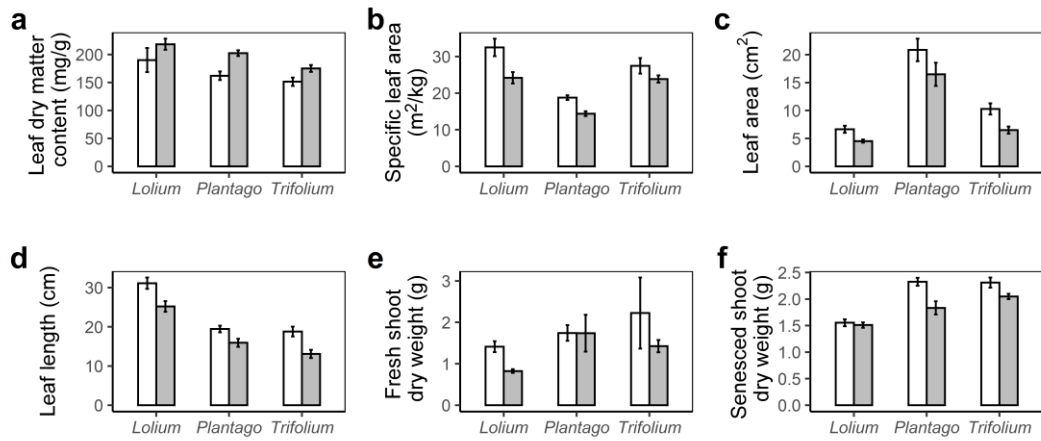 a
Leaf dry matter
content (mg/g)
200
150
100
50
0
Lolium Plantago Trifolium
b
Specific leaf area
(m²/kg)
30
20
10
0
Lolium Plantago Trifolium
c
Leaf area (cm²)
20
15
10
5
0
Lolium Plantago Trifolium
d
Leaf length (cm)
30
20
10
0
Lolium Plantago Trifolium
e
Fresh shoot
dry weight (g)
3
2
1
0
Lolium Plantago Trifolium
f
Senesced shoot
dry weight (g)
2.5
2.0
1.5
1.0
0.5
0.0
Lolium Plantago Trifolium